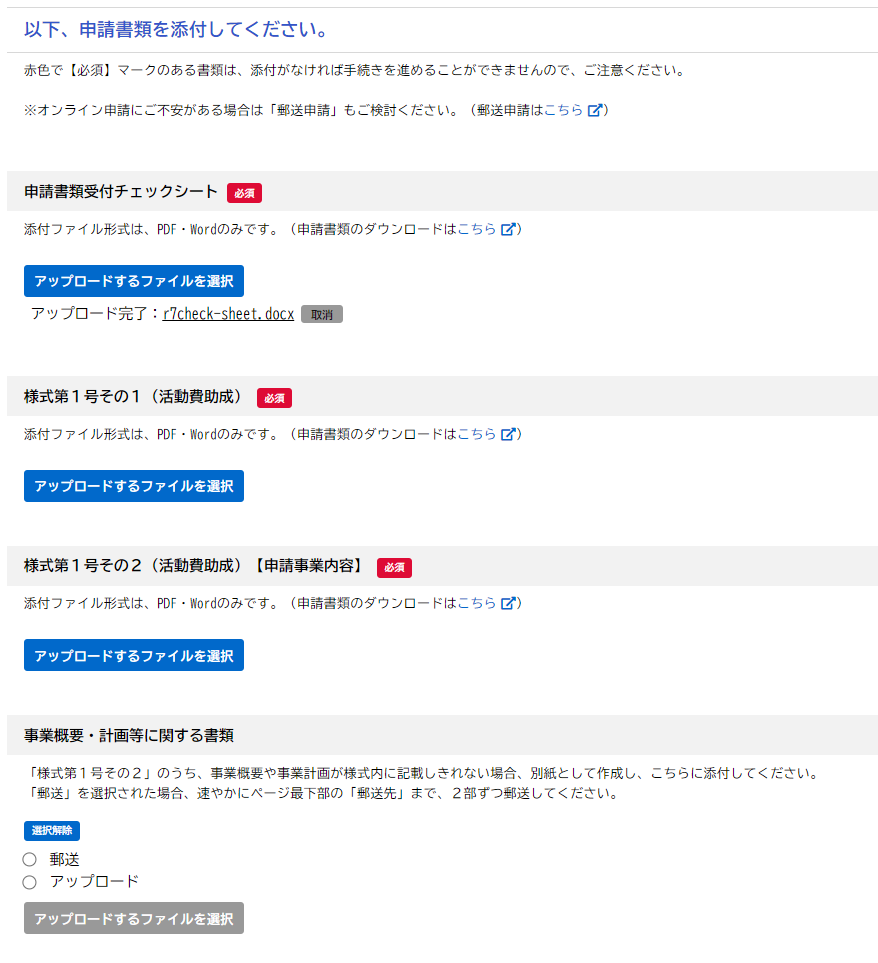 以下、申請書類を添付してください。
赤色で【必須】マークのある書類は、添付がなければ手続きを進めることができませんので、ご注意ください。
※オンライン申請にご不安がある場合は「郵送申請」もご検討ください。（郵送申請はこちら）
申請書類受付チェックシート 必須
添付ファイル形式は、PDF・Wordのみです。（申請書類のダウンロードはこちら）
アップロードするファイルを選択
アップロード完了：r7check-sheet.docx 取消
様式第１号その１（活動費助成） 必須
添付ファイル形式は、PDF・Wordのみです。（申請書類のダウンロードはこちら）
アップロードするファイルを選択
様式第１号その２（活動費助成）【申請事業内容】 必須
添付ファイル形式は、PDF・Wordのみです。（申請書類のダウンロードはこちら）
アップロードするファイルを選択
事業概要・計画等に関する書類
「様式第１号その２」のうち、事業概要や事業計画が様式内に記載しきれない場合、別紙として作成し、こちらに添付してください。
「郵送」を選択された場合、速やかにページ最下部の「郵送先」まで、２部ずつ郵送してください。
選択解除
郵送
アップロード
アップロードするファイルを選択